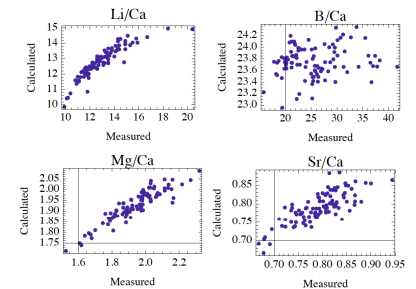 Li/Ca
B/Ca
15
14
13
12
11
10
Calculated
10 12 14 16 18 20
Measured
24.2
24.0
23.8
23.6
23.4
23.2
23.0
Calculated
20 25 30 35 40
Measured
Mg/Ca
Sr/Ca
2.05
2.00
1.95
1.90
1.85
1.80
1.75
Calculated
1.6 1.8 2.0 2.2
Measured
0.85
0.80
0.75
0.70
Calculated
0.70 0.75 0.80 0.85 0.90 0.95
Measured